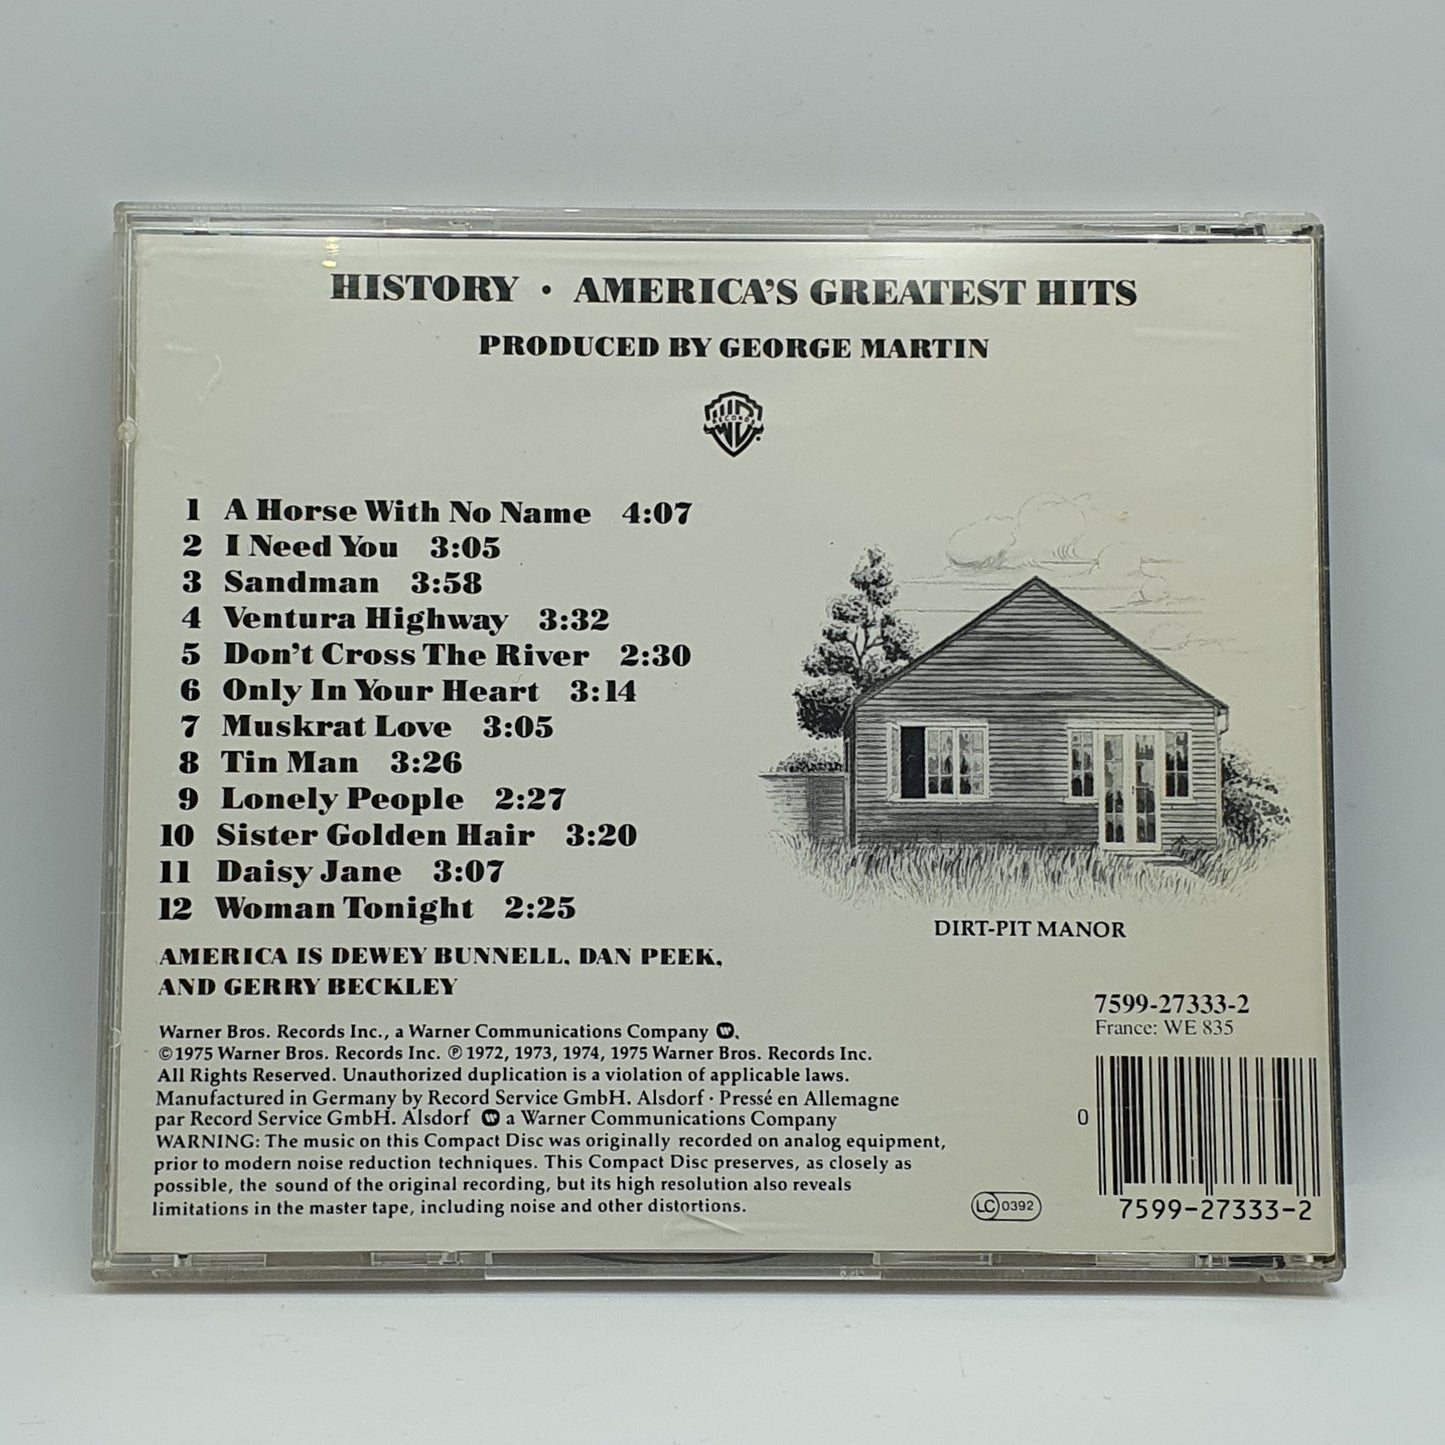 HISTORY • AMERICA'S GREATEST HITS
PRODUCED BY GEORGE MARTIN
RECORDS
1 A Horse With No Name 4:07
2 I Need You 3:05
3 Sandman 3:58
4 Ventura Highway 3:32
5 Don't Cross The River 2:30
6 Only In Your Heart 3:14
7 Muskrat Love 3:05
8 Tin Man 3:26
9 Lonely People 2:27
10 Sister Golden Hair 3:20
11 Daisy Jane 3:07
12 Woman Tonight 2:25
DIRT-PIT MANOR
AMERICA IS DEWEY BUNNELL, DAN PEEK,
AND GERRY BECKLEY
7599-27333-2
France: WE 835
Warner Bros. Records Inc., a Warner Communications Company.
©1975 Warner Bros. Records Inc. ℗ 1972, 1973, 1974, 1975 Warner Bros. Records Inc.
All Rights Reserved. Unauthorized duplication is a violation of applicable laws.
Manufactured in Germany by Record Service GmbH. Alsdorf · Pressé en Allemagne
par Record Service GmbH. Alsdorf a Warner Communications Company
WARNING: The music on this Compact Disc was originally recorded on analog equipment,
prior to modern noise reduction techniques. This Compact Disc preserves, as closely as
possible, the sound of the original recording, but its high resolution also reveals
limitations in the master tape, including noise and other distortions.
LC 0392
0
7599-27333-2